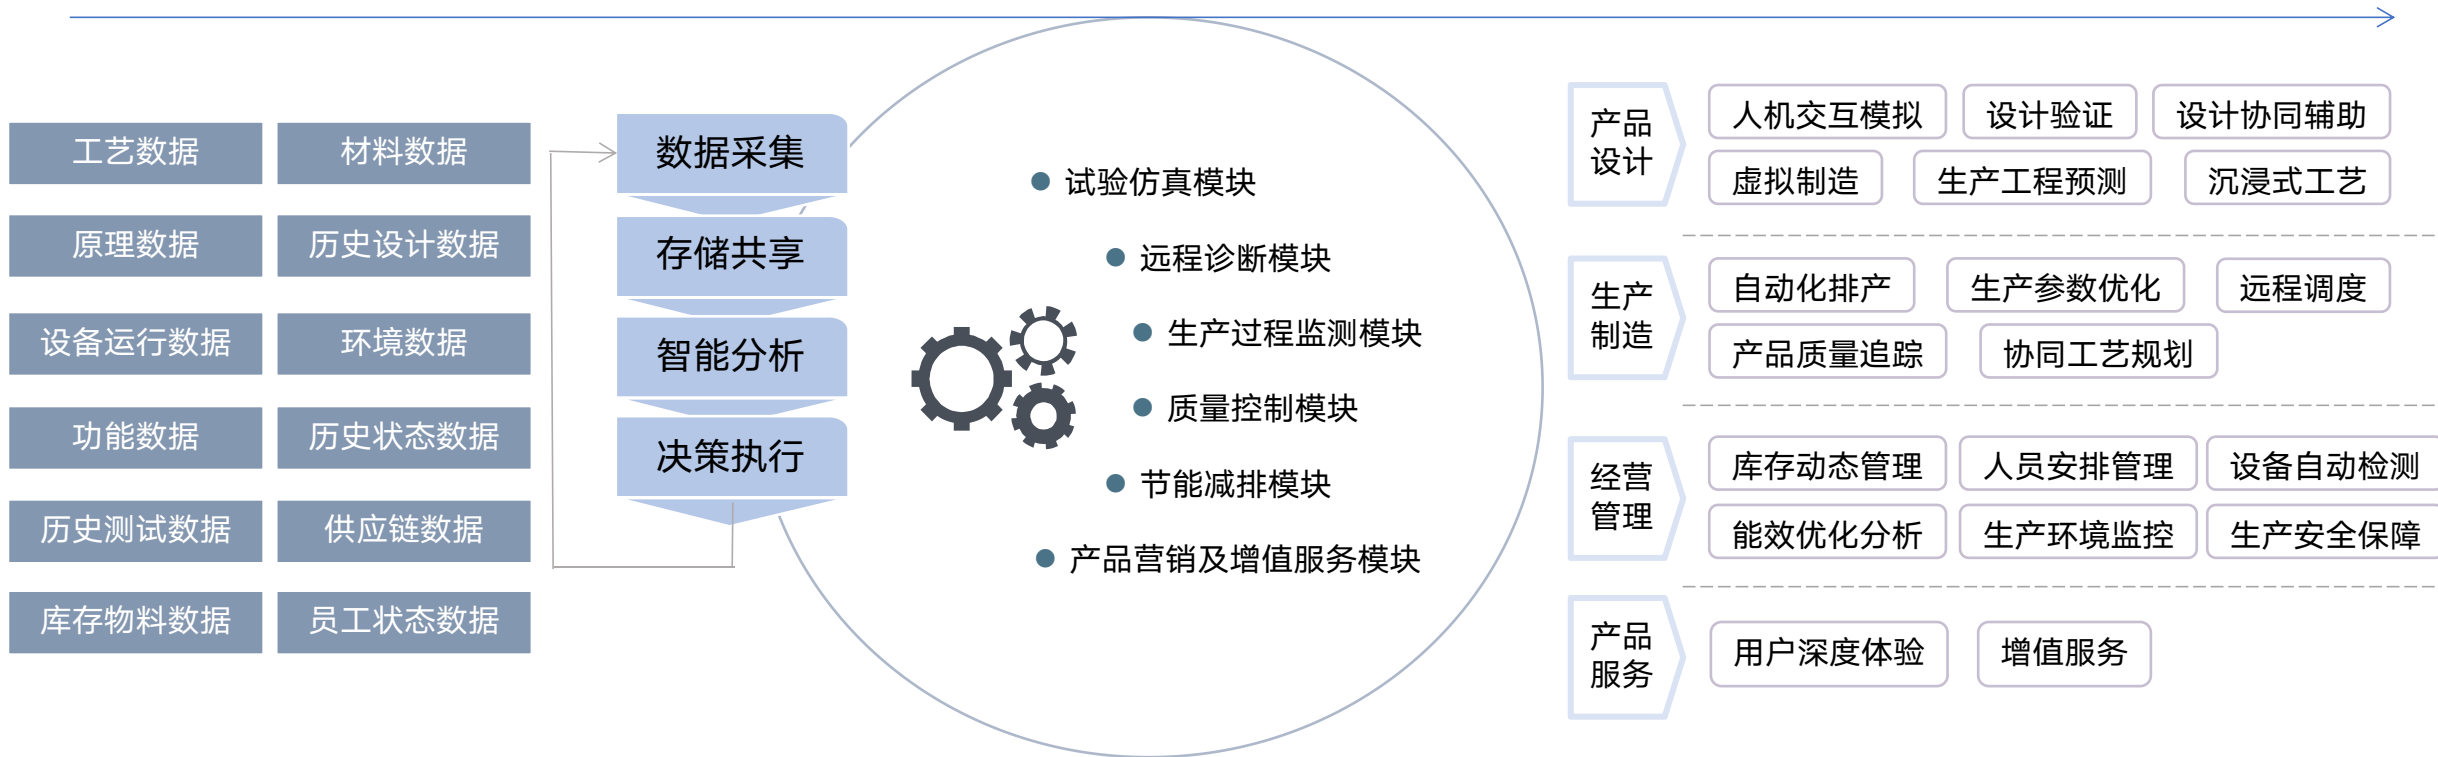 工艺数据
材料数据
原理数据
历史设计数据
设备运行数据
环境数据
功能数据
历史状态数据
历史测试数据
供应链数据
库存物料数据
员工状态数据
数据采集
存储共享
智能分析
决策执行
试验仿真模块
远程诊断模块
生产过程监测模块
质量控制模块
节能减排模块
产品营销及增值服务模块
产品
设计
人机交互模拟
设计验证
设计协同辅助
虚拟制造
生产工程预测
沉浸式工艺
生产
制造
自动化排产
生产参数优化
远程调度
产品质量追踪
协同工艺规划
经营
管理
库存动态管理
人员安排管理
设备自动检测
能效优化分析
生产环境监控
生产安全保障
产品
服务
用户深度体验
增值服务